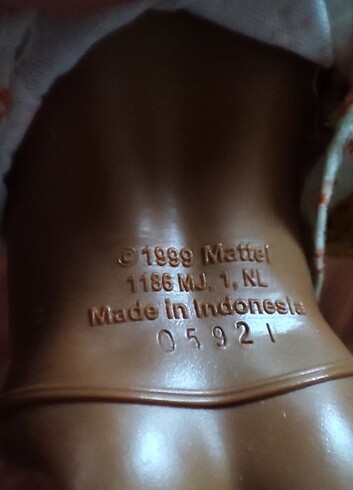 © 1999 Mattel
1186 MJ. 1, NL
Made in Indonesia
05921